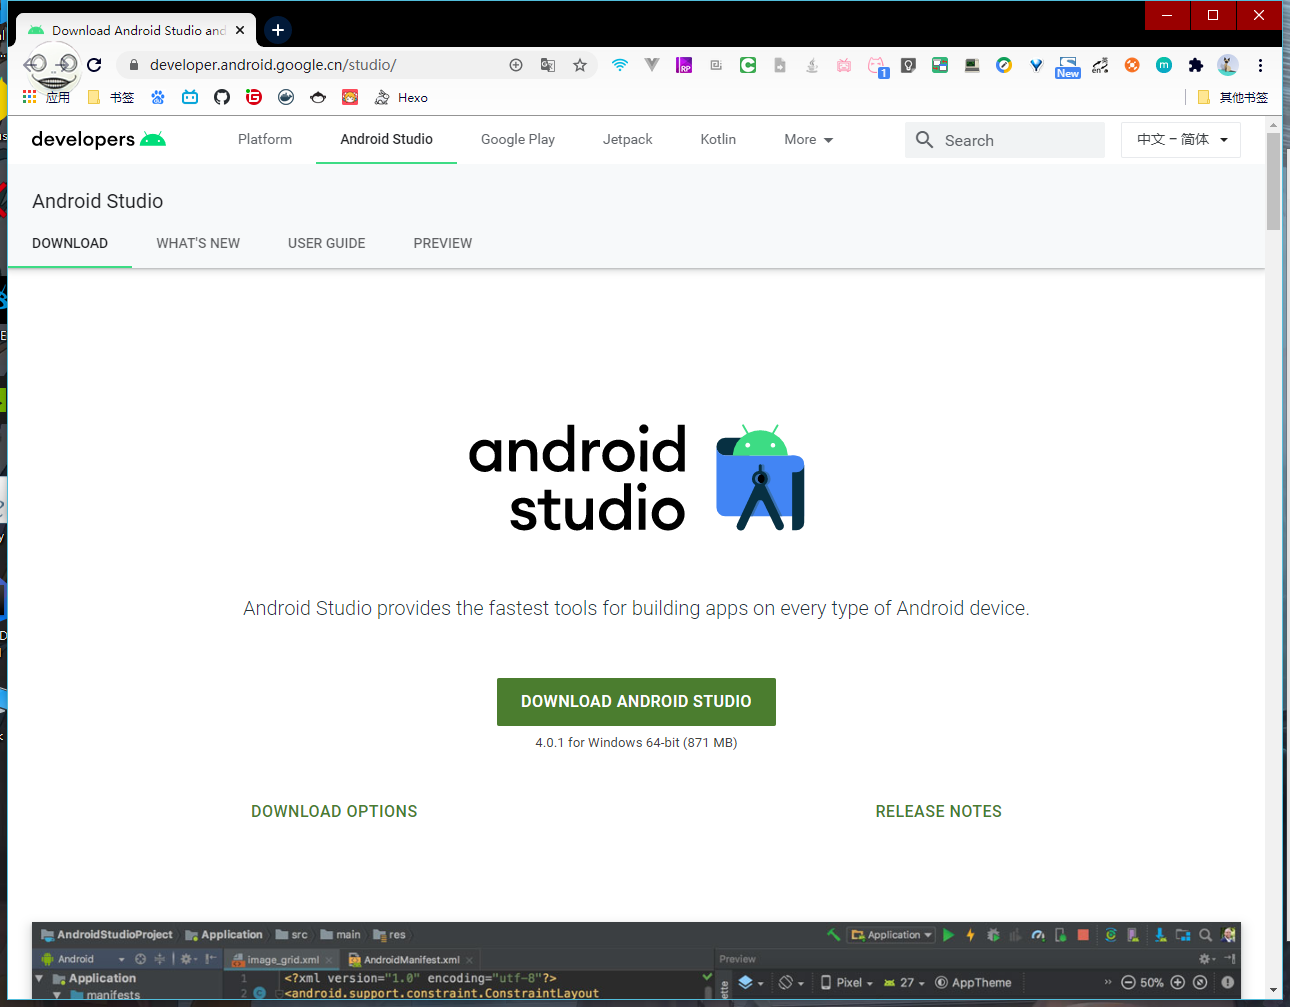 Download Android Studio and
developer.android.google.cn/studio/
RP
1
New
en
m
应用
书签
Hexo
其他书签
developers
Platform
Android Studio
Google Play
Jetpack
Kotlin
More
Search
中文 – 简体
Android Studio
DOWNLOAD
WHAT'S NEW
USER GUIDE
PREVIEW
android
studio
Android Studio provides the fastest tools for building apps on every type of Android device.
DOWNLOAD ANDROID STUDIO
4.0.1 for Windows 64-bit (871 MB)
DOWNLOAD OPTIONS
RELEASE NOTES
AndroidStudioProject
Application
src
main
res
Application
Android
image_grid.xml
AndroidManifest.xml
Preview
Application
1
<?xml version="1.0" encoding="utf-8"?>
Pixel
27
AppTheme
50%
manifests
2
<android.support.constraint.ConstraintLayout